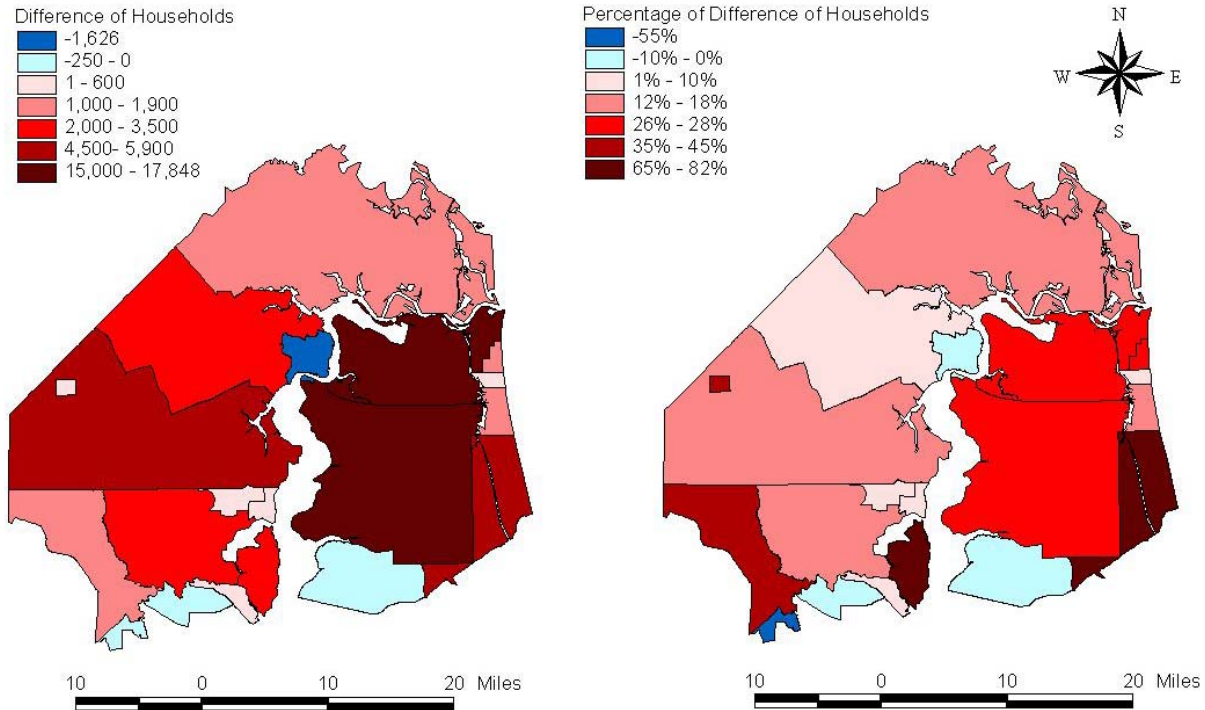 Difference of Households
-1,626
-250 - 0
1 - 600
1,000 - 1,900
2,000 - 3,500
4,500- 5,900
15,000 - 17,848
Percentage of Difference of Households
-55%
-10% - 0%
1% - 10%
12% - 18%
26% - 28%
35% - 45%
65% - 82%
N
W E
S
10 0 10 20 Miles
10 0 10 20 Miles